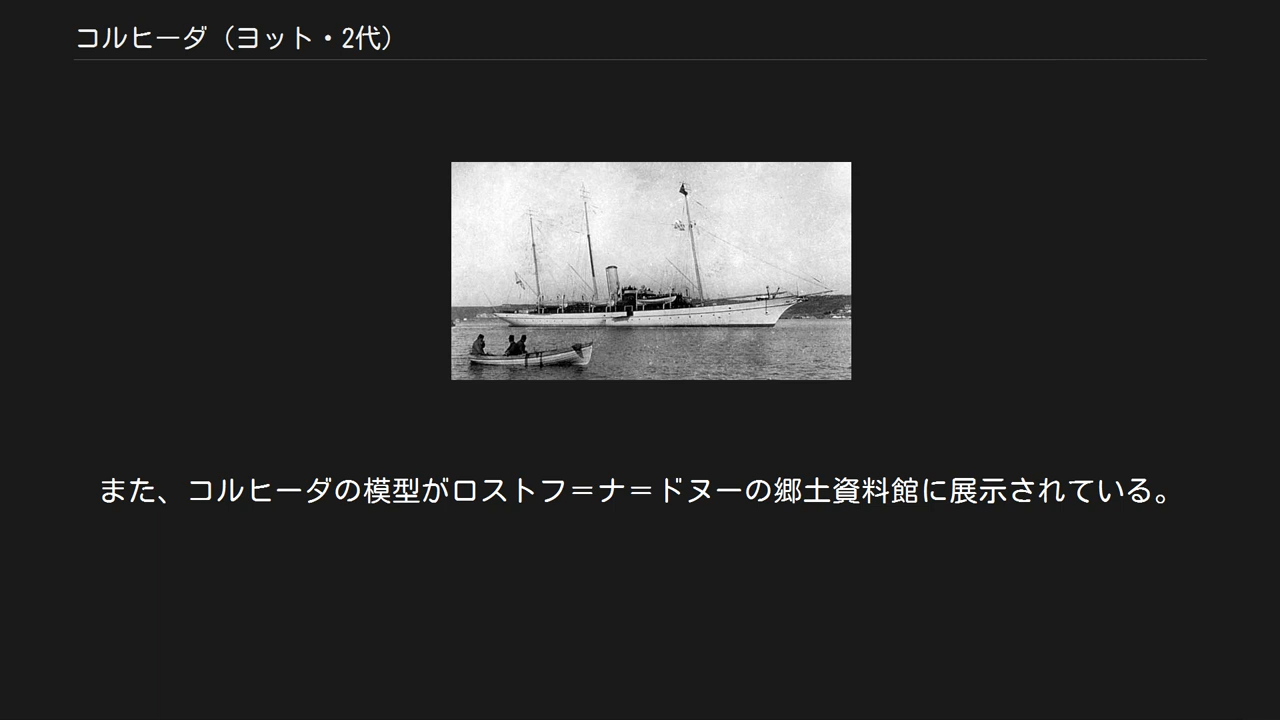 コルヒーダ（ヨット・2代）
また、コルヒーダの模型がロストフ＝ナ＝ドヌーの郷土資料館に展示されている。